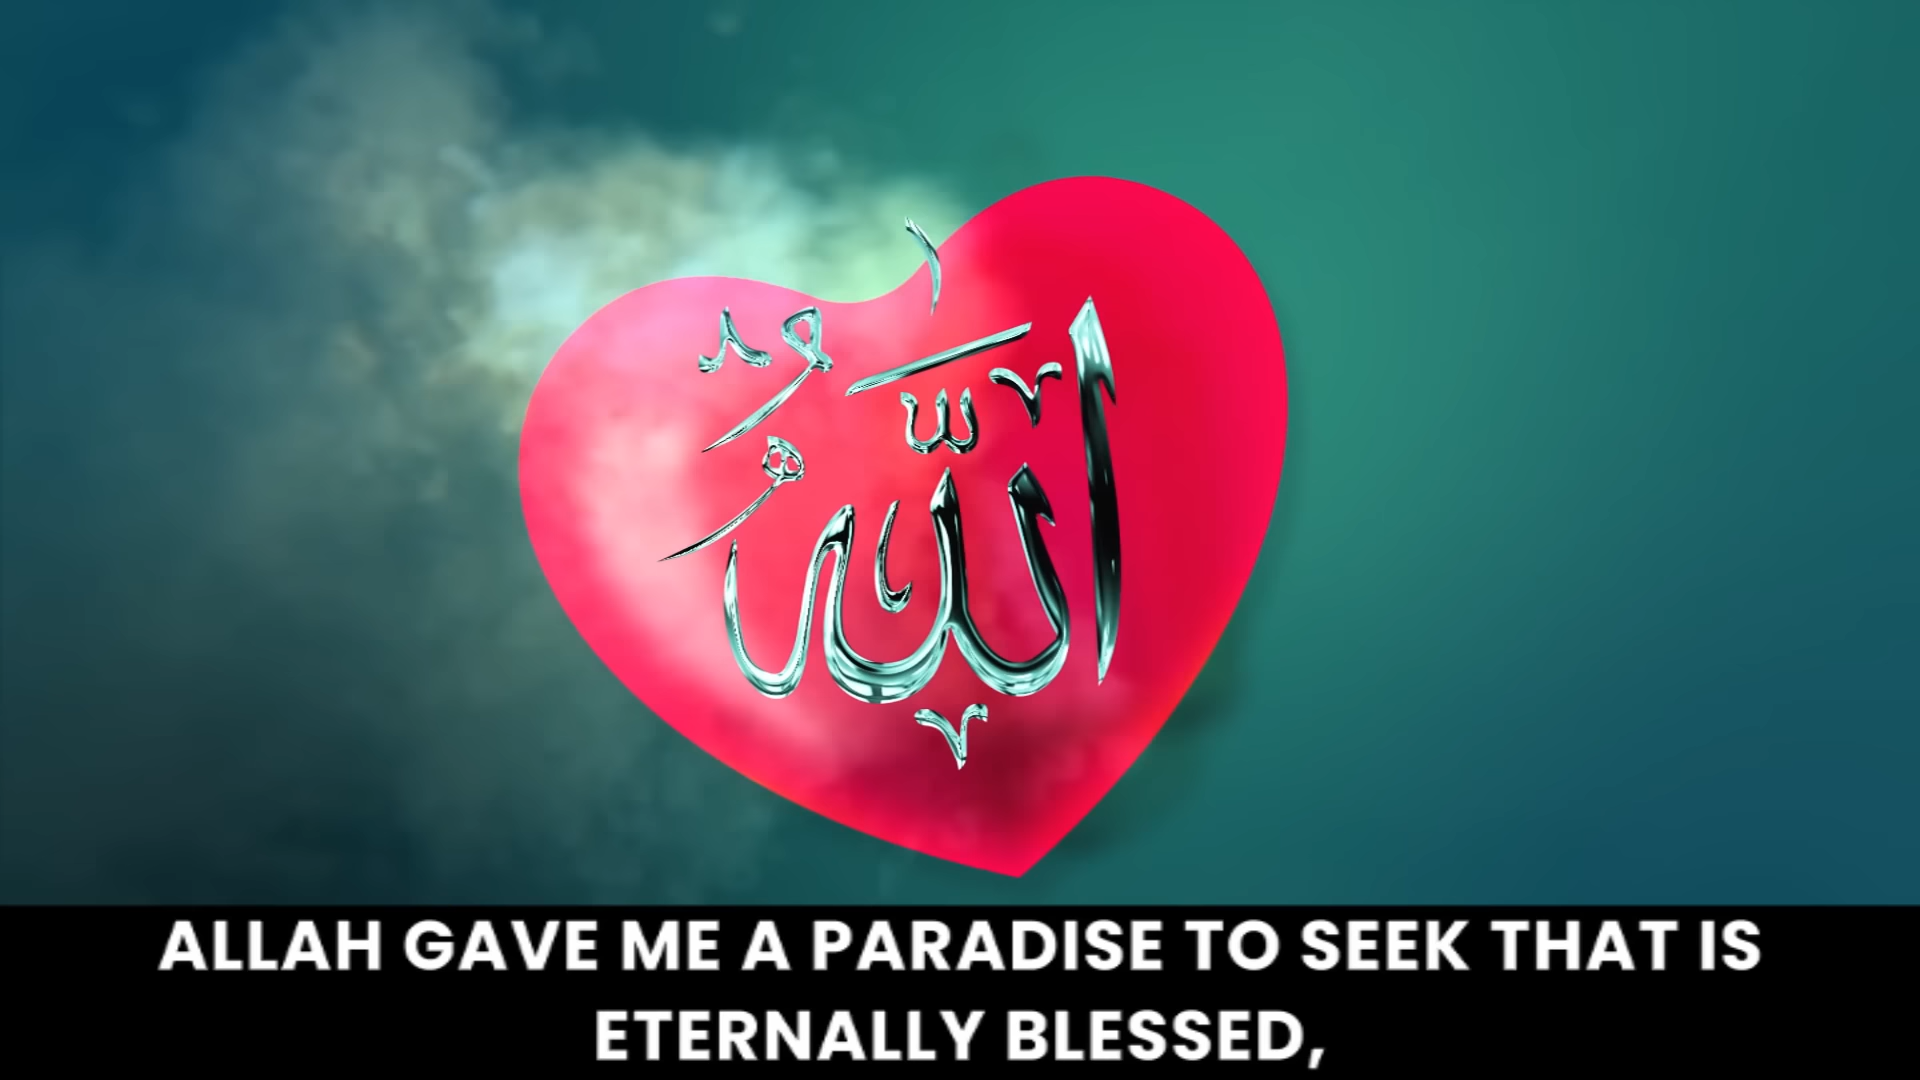 الله
ALLAH GAVE ME A PARADISE TO SEEK THAT IS
ETERNALLY BLESSED,